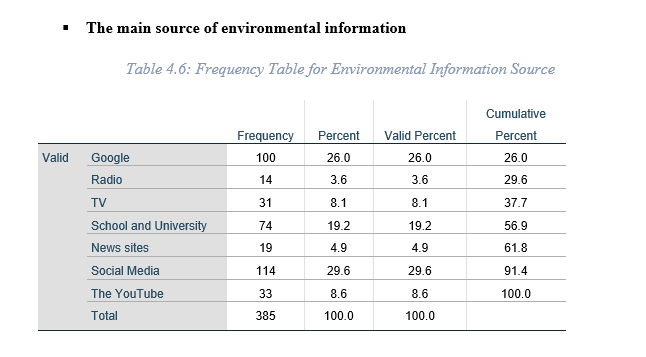 ▪ The main source of environmental information
Table 4.6: Frequency Table for Environmental Information Source
Cumulative
Frequency Percent Valid Percent Percent
Valid Google 100 26.0 26.0 26.0
Radio 14 3.6 3.6 29.6
TV 31 8.1 8.1 37.7
School and University 74 19.2 19.2 56.9
News sites 19 4.9 4.9 61.8
Social Media 114 29.6 29.6 91.4
The YouTube 33 8.6 8.6 100.0
Total 385 100.0 100.0